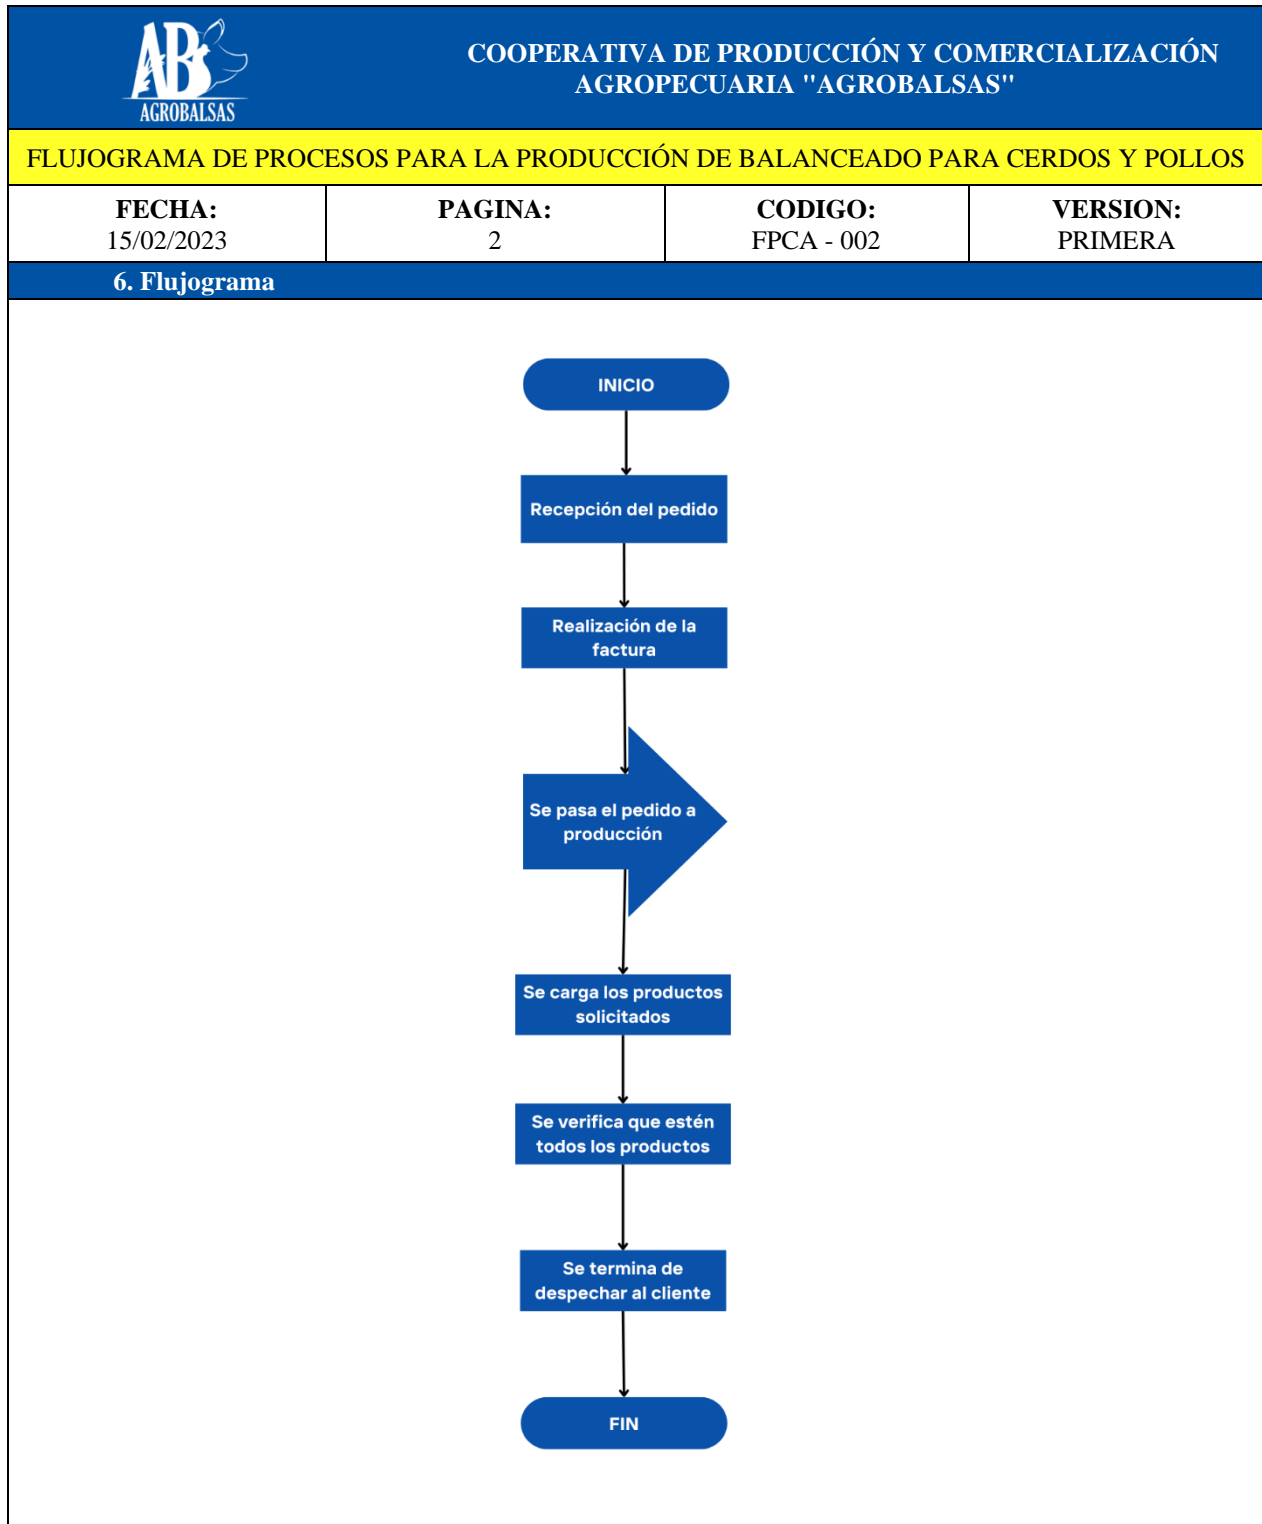 AB
AGROBALSAS
COOPERATIVA DE PRODUCCIÓN Y COMERCIALIZACIÓN
AGROPECUARIA "AGROBALSAS"
FLUJOGRAMA DE PROCESOS PARA LA PRODUCCIÓN DE BALANCEADO PARA CERDOS Y POLLOS
FECHA:
15/02/2023
PAGINA:
2
CODIGO:
FPCA - 002
VERSION:
PRIMERA
6. Flujograma
INICIO
Recepción del pedido
Realización de la
factura
Se pasa el pedido a
producción
Se carga los productos
solicitados
Se verifica que estén
todos los productos
Se termina de
despechar al cliente
FIN